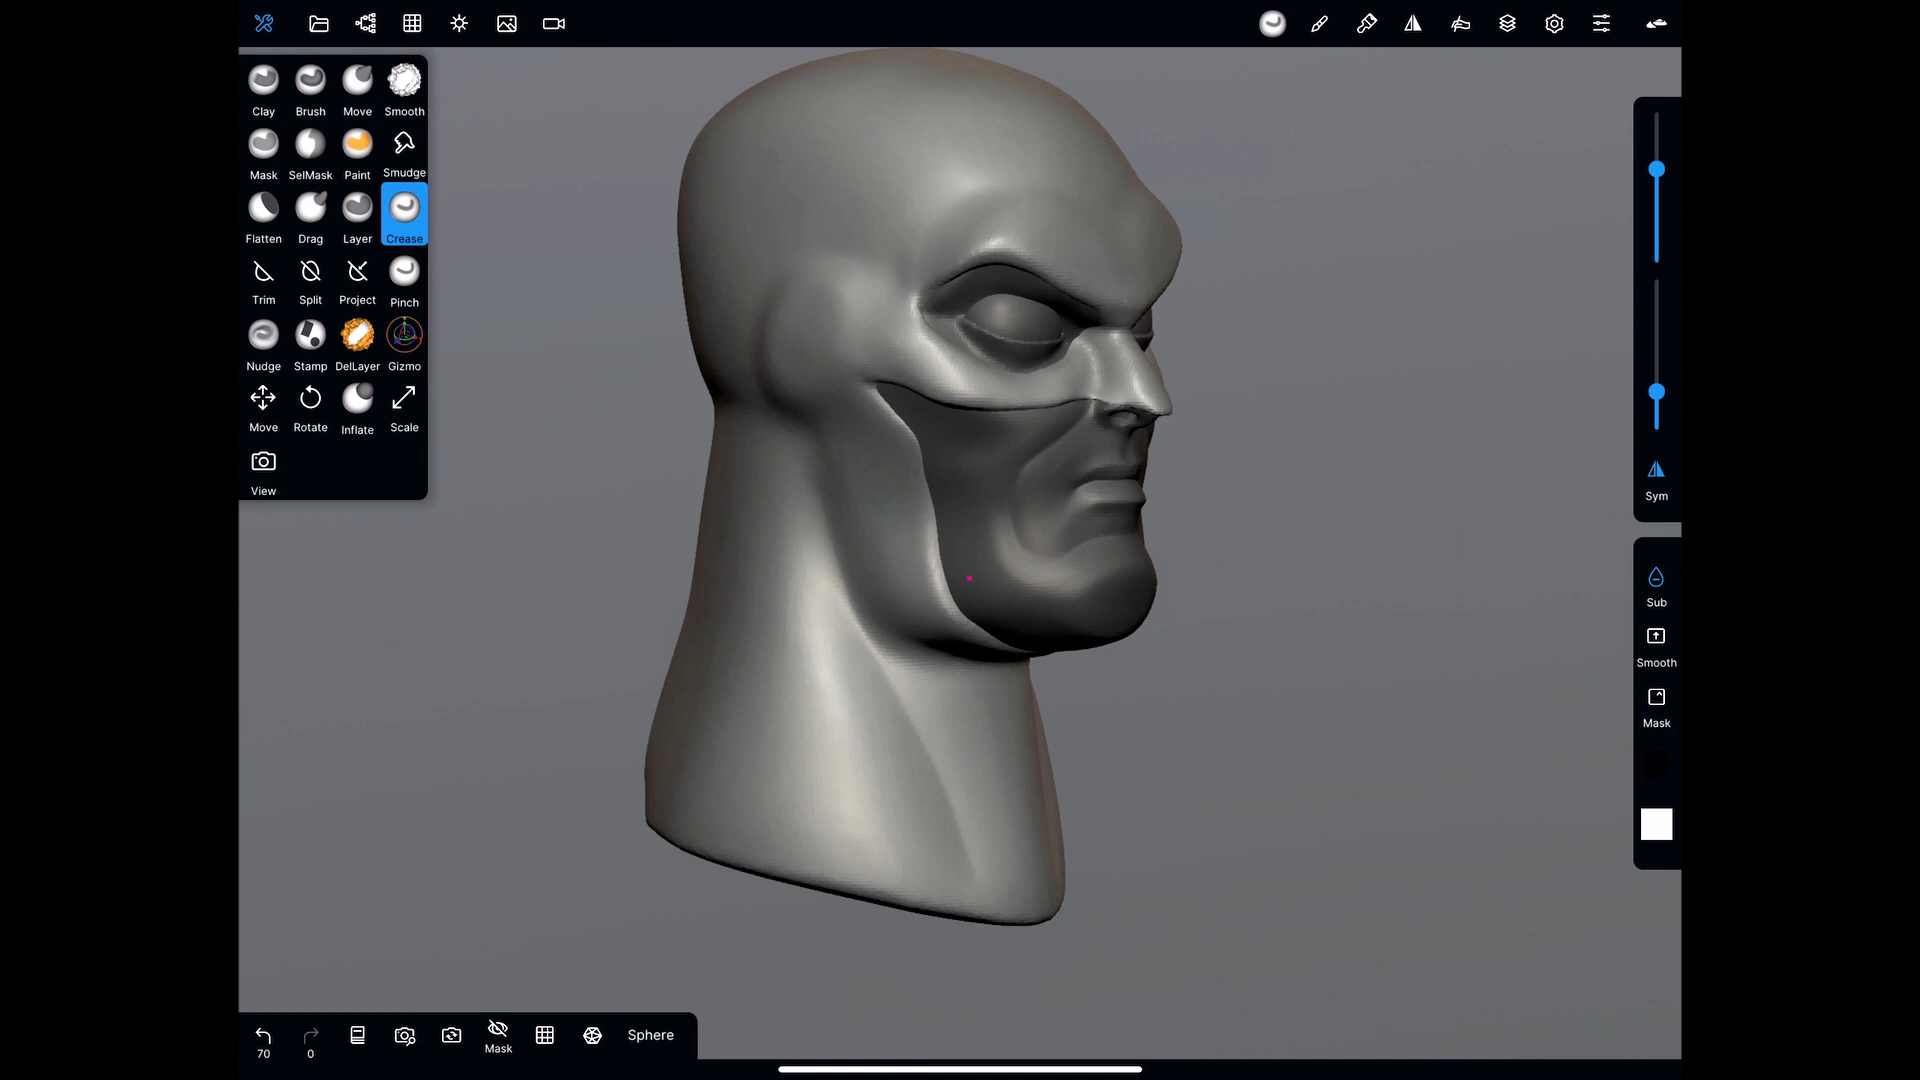 Clay Brush Move Smooth
Mask SelMask Paint Smudge
Flatten Drag Layer Crease
Trim Split Project Pinch
Nudge Stamp DelLayer Gizmo
Move Rotate Inflate Scale
View
Sym
Sub
Smooth
Mask
70 0 Mask Sphere